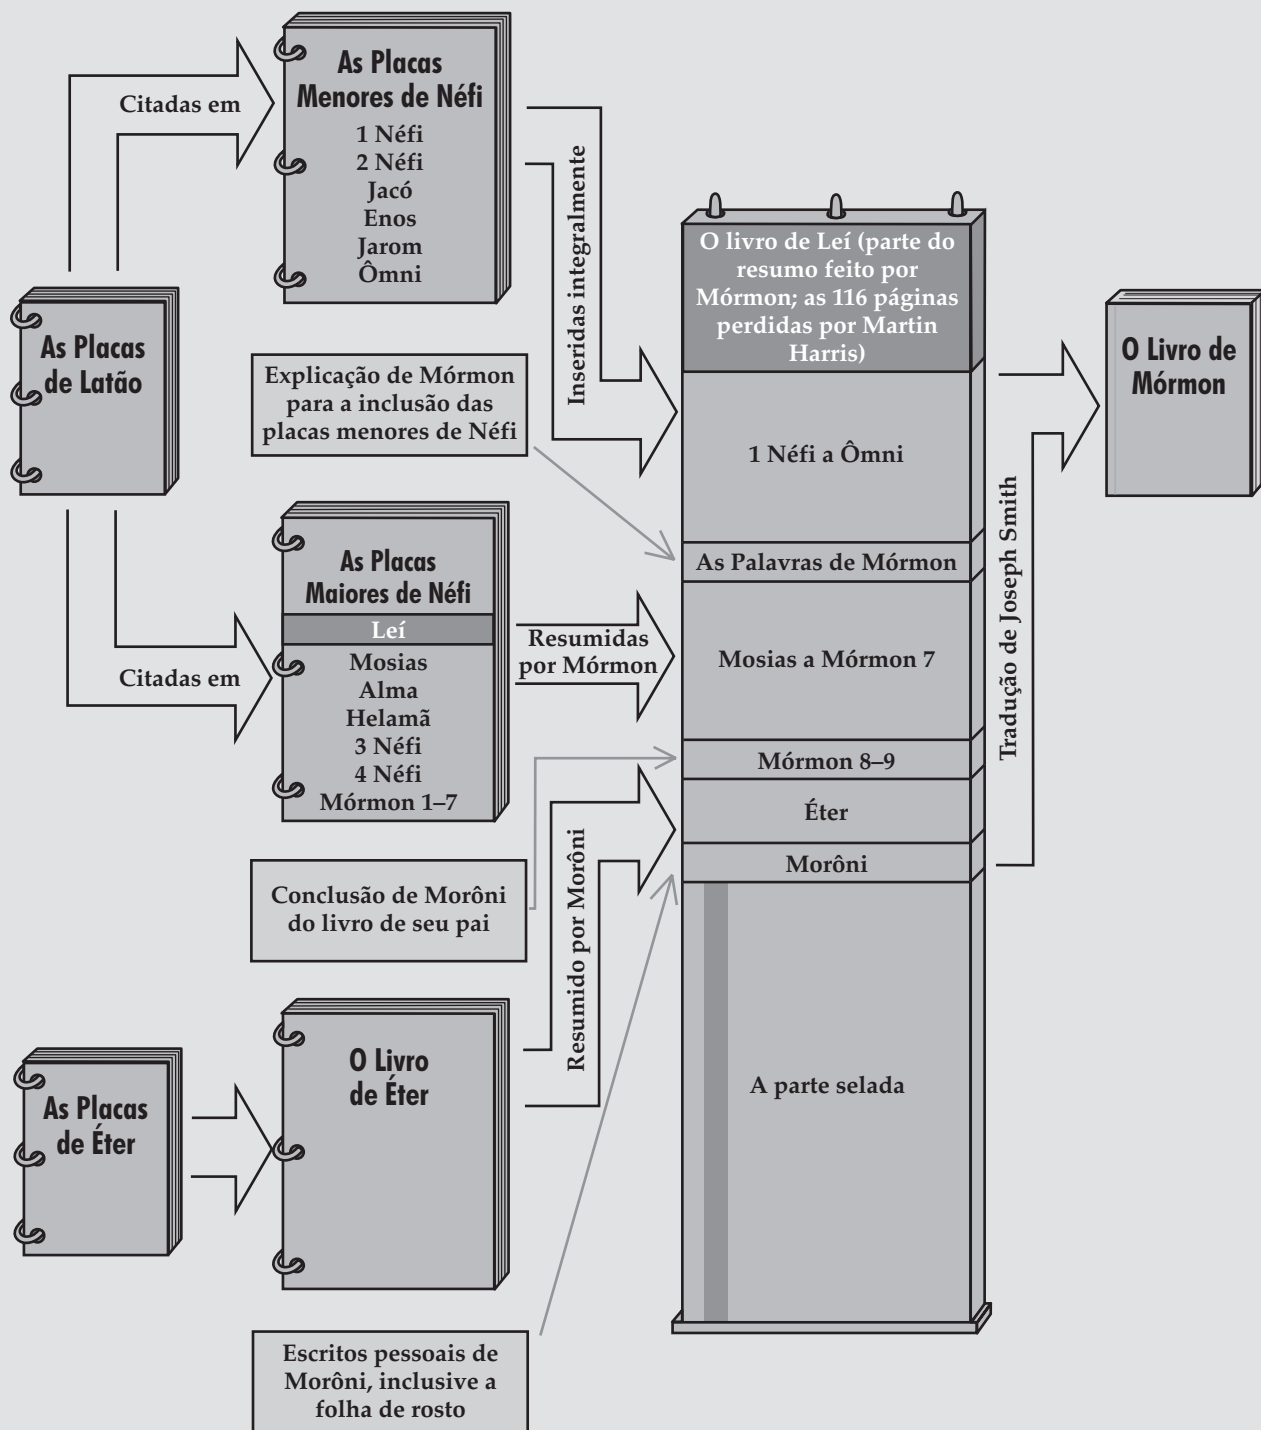 As Placas
Menores de Néfi
1 Néfi
2 Néfi
Jacó
Enos
Jarom
Ômni
Citadas em
Inseridas integralmente
As Placas
de Latão
Explicação de Mórmon
para a inclusão das
placas menores de Néfi
As Placas
Maiores de Néfi
Leí
Mosias
Alma
Helamã
3 Néfi
4 Néfi
Mórmon 1–7
Citadas em
Resumidas
por Mórmon
Conclusão de Morôni
do livro de seu pai
Resumido por Morôni
As Placas
de Éter
O Livro
de Éter
Escritos pessoais de
Morôni, inclusive a
folha de rosto
O livro de Leí (parte do
resumo feito por
Mórmon; as 116 páginas
perdidas por Martin
Harris)
1 Néfi a Ômni
As Palavras de Mórmon
Mosias a Mórmon 7
Mórmon 8–9
Éter
Morôni
A parte selada
Tradução de Joseph Smith
O Livro de
Mórmon